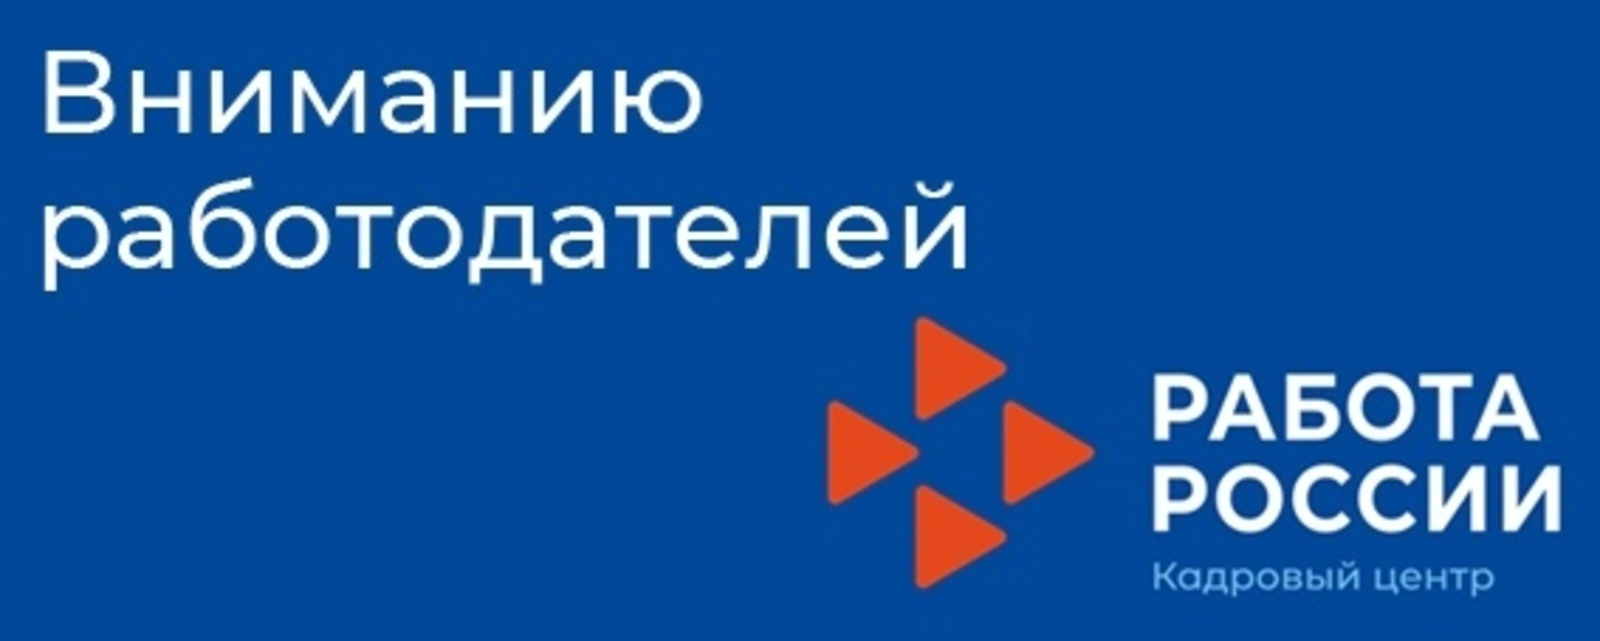 Вниманию
работодателей
РАБОТА
РОССИИ
Кадровый центр